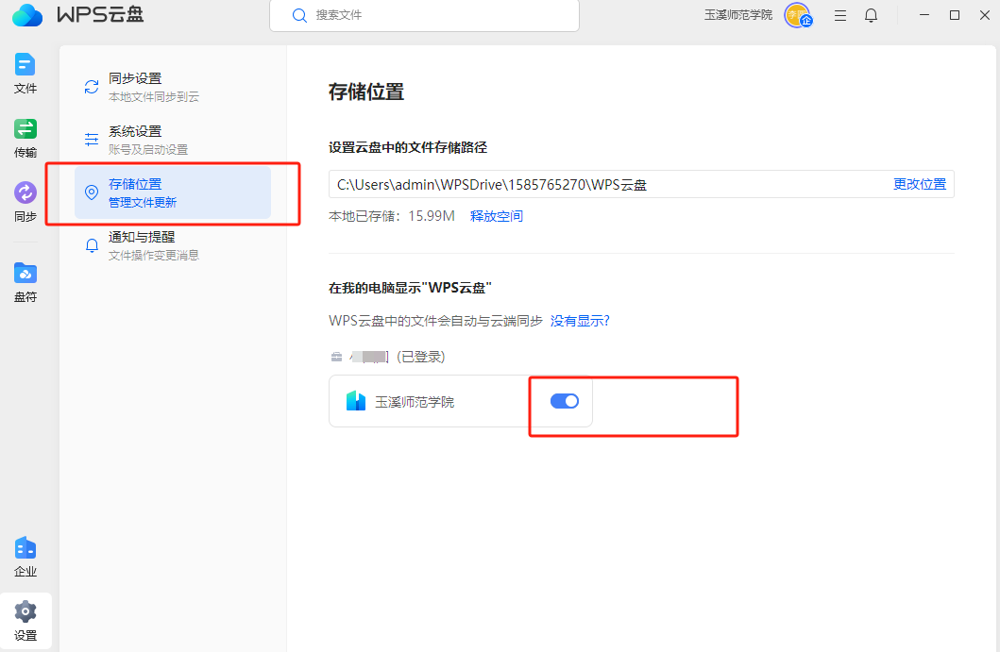 WPS云盘
搜索文件
玉溪师范学院
企
文件
传输
同步
盘符
企业
设置
同步设置
本地文件同步到云
系统设置
账号及启动设置
存储位置
管理文件更新
通知与提醒
文件操作变更消息
存储位置
设置云盘中的文件存储路径
C:\Users\admin\WPSDrive\1585765270\WPS云盘
更改位置
本地已存储：15.99M 释放空间
在我的电脑显示"WPS云盘"
WPS云盘中的文件会自动与云端同步 没有显示?
(已登录)
玉溪师范学院